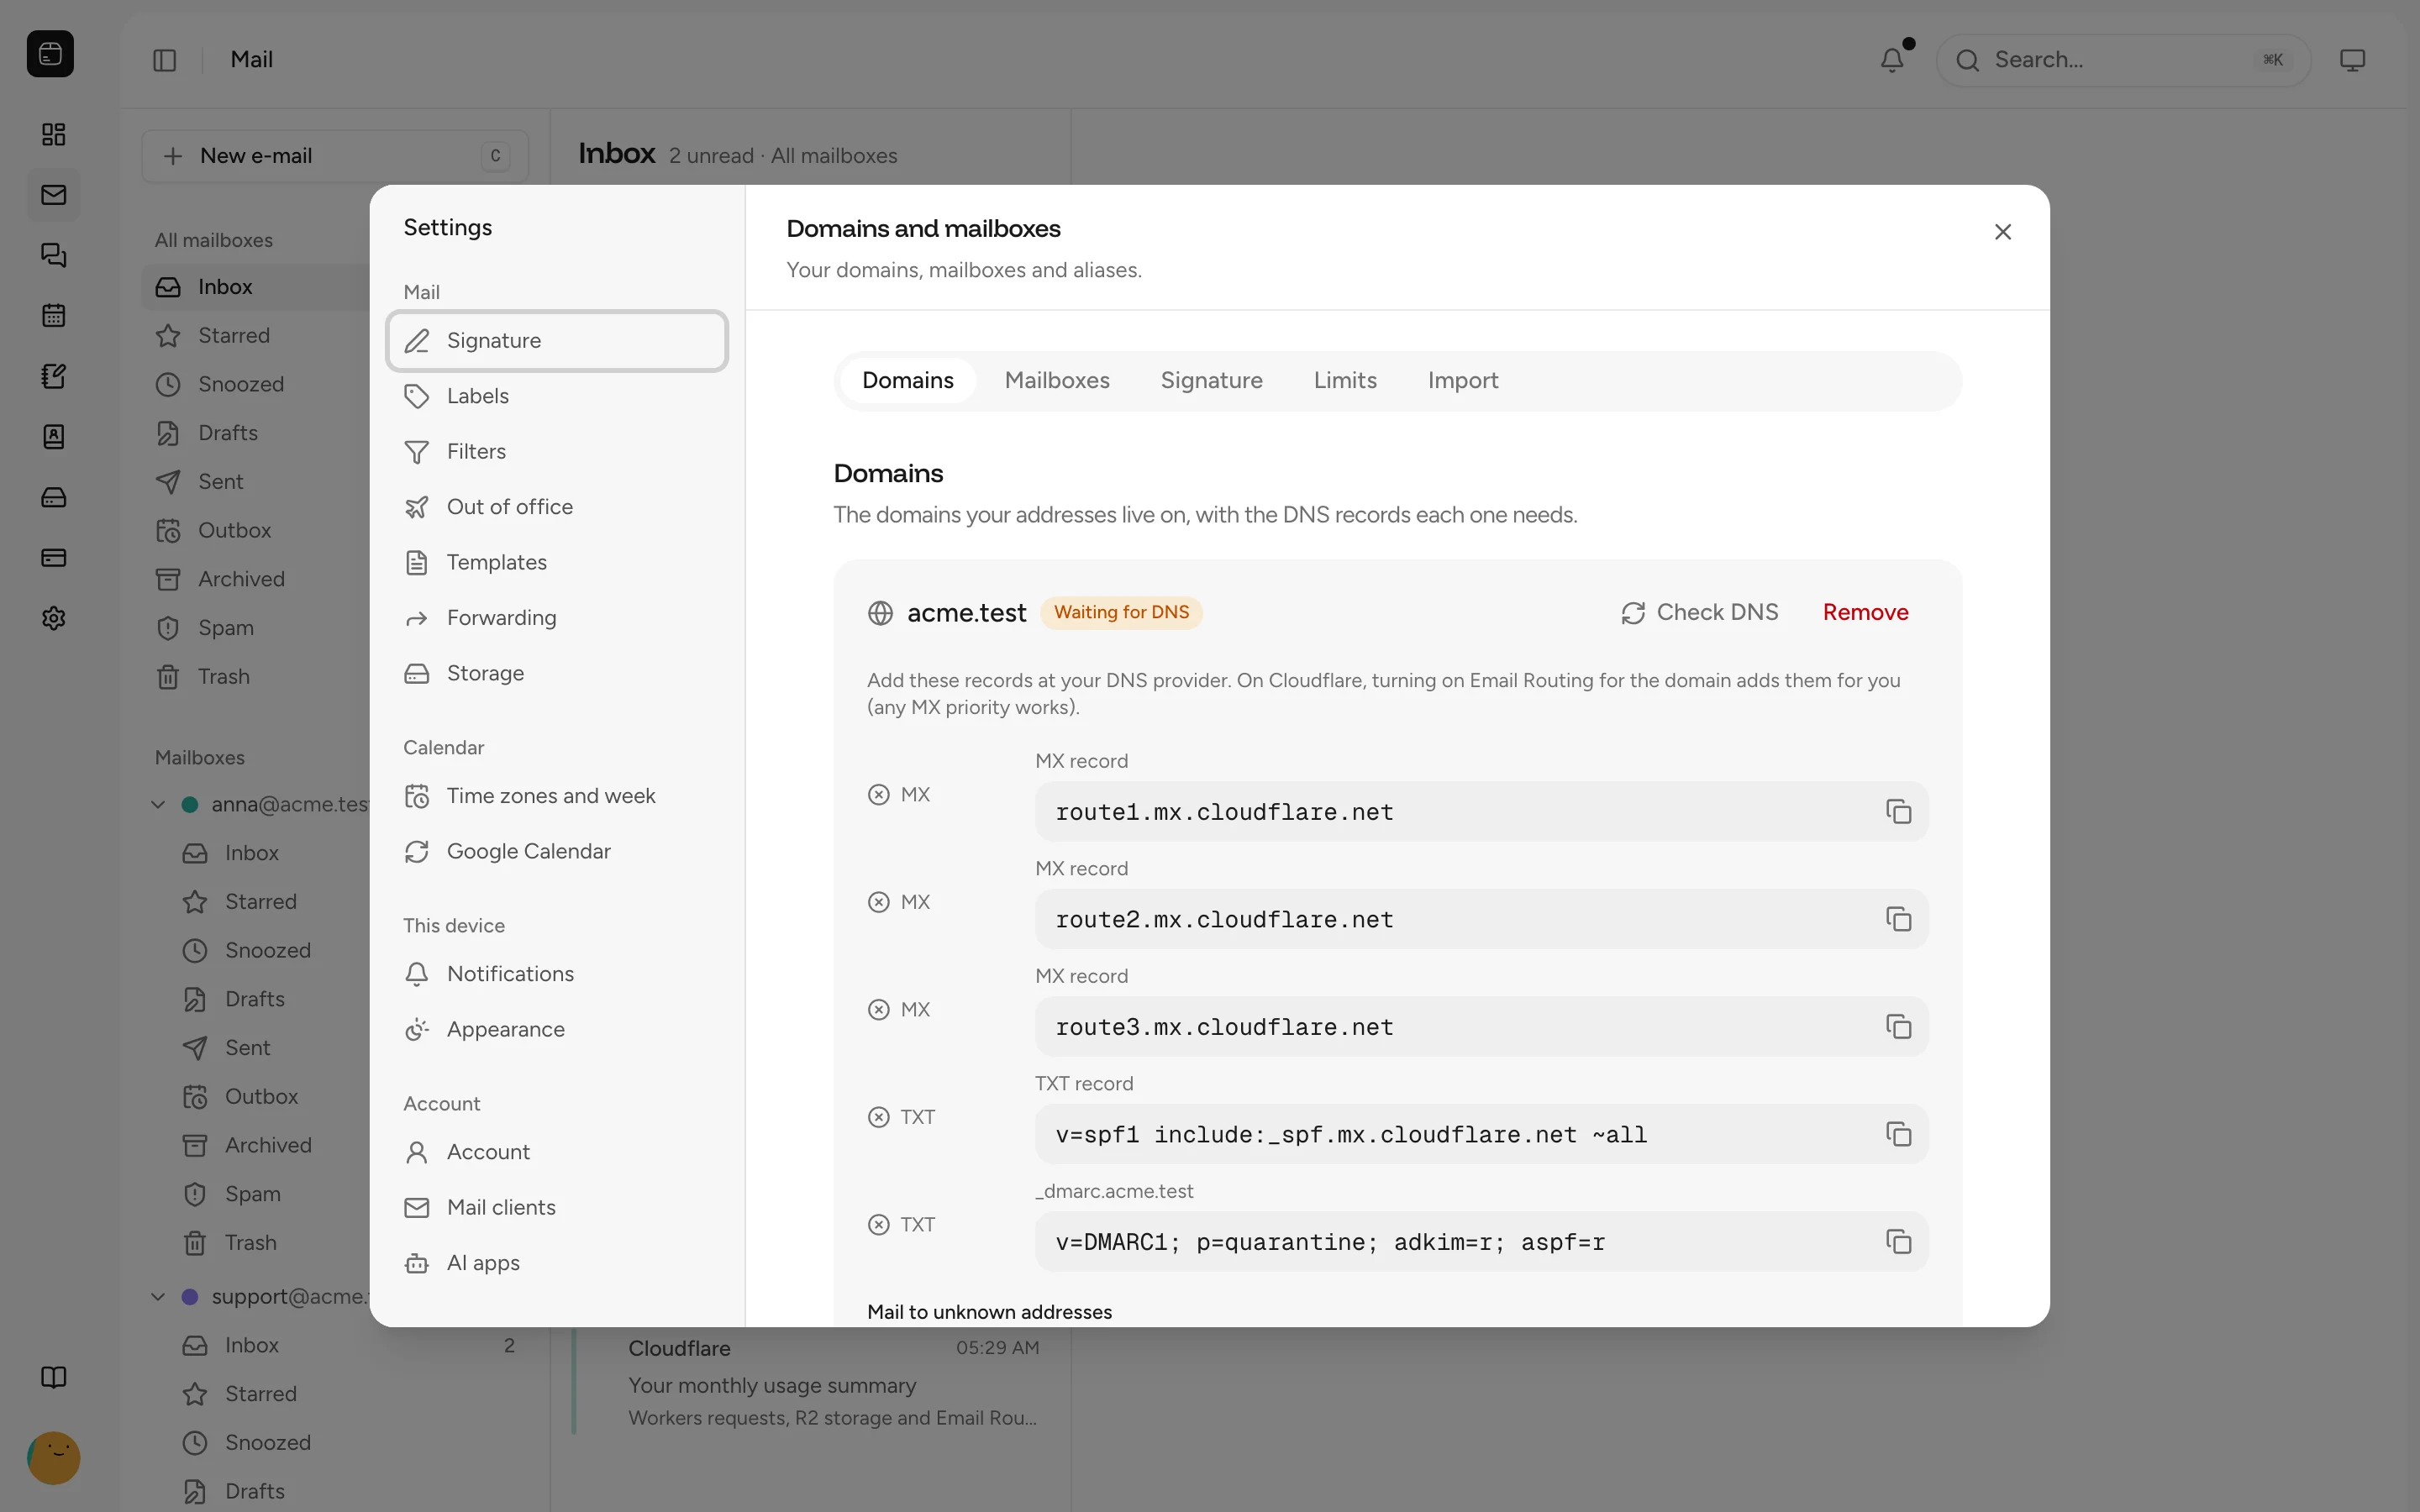 Mail
Search...
⌘K
New e-mail
C
All mailboxes
Inbox
Starred
Snoozed
Drafts
Sent
Outbox
Archived
Spam
Trash
Mailboxes
anna@acme.tes
Inbox
Starred
Snoozed
Drafts
Sent
Outbox
Archived
Spam
Trash
support@acme.
Inbox
2
Starred
Snoozed
Drafts
Inbox
2 unread · All mailboxes
Settings
Mail
Signature
Labels
Filters
Out of office
Templates
Forwarding
Storage
Calendar
Time zones and week
Google Calendar
This device
Notifications
Appearance
Account
Account
Mail clients
AI apps
Domains and mailboxes
Your domains, mailboxes and aliases.
Domains
Mailboxes
Signature
Limits
Import
Domains
The domains your addresses live on, with the DNS records each one needs.
acme.test
Waiting for DNS
Check DNS
Remove
Add these records at your DNS provider. On Cloudflare, turning on Email Routing for the domain adds them for you
(any MX priority works).
MX record
MX
route1.mx.cloudflare.net
MX record
MX
route2.mx.cloudflare.net
MX record
MX
route3.mx.cloudflare.net
TXT record
TXT
v=spf1 include:_spf.mx.cloudflare.net ~all
_dmarc.acme.test
TXT
v=DMARC1; p=quarantine; adkim=r; aspf=r
Mail to unknown addresses
Cloudflare
05:29 AM
Your monthly usage summary
Workers requests, R2 storage and Email Rou...